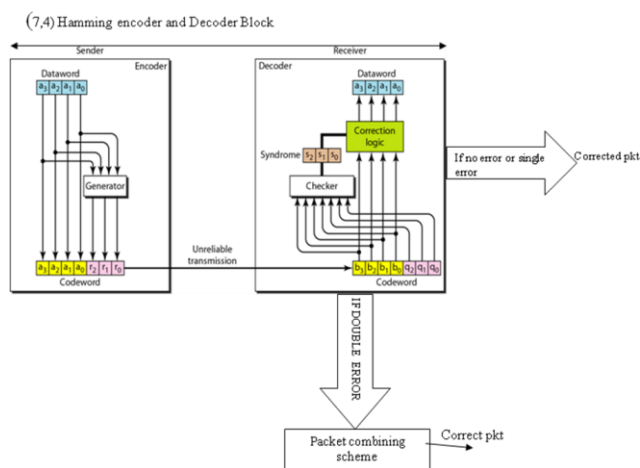 (7,4) Hamming encoder and Decoder Block
Sender
Receiver
Encoder
Dataword
a3 a2 a1 a0
Generator
a3 a2 a1 a0 r2 r1 r0
Codeword
Unreliable
transmission
Decoder
Dataword
a3 a2 a1 a0
Correction
logic
Syndrome
s2 s1 s0
Checker
b3 b2 b1 b0 q2 q1 q0
Codeword
If no error or single
error
Corrected pkt
IF DOUBLE
ERROR
Packet combining
scheme
Correct pkt